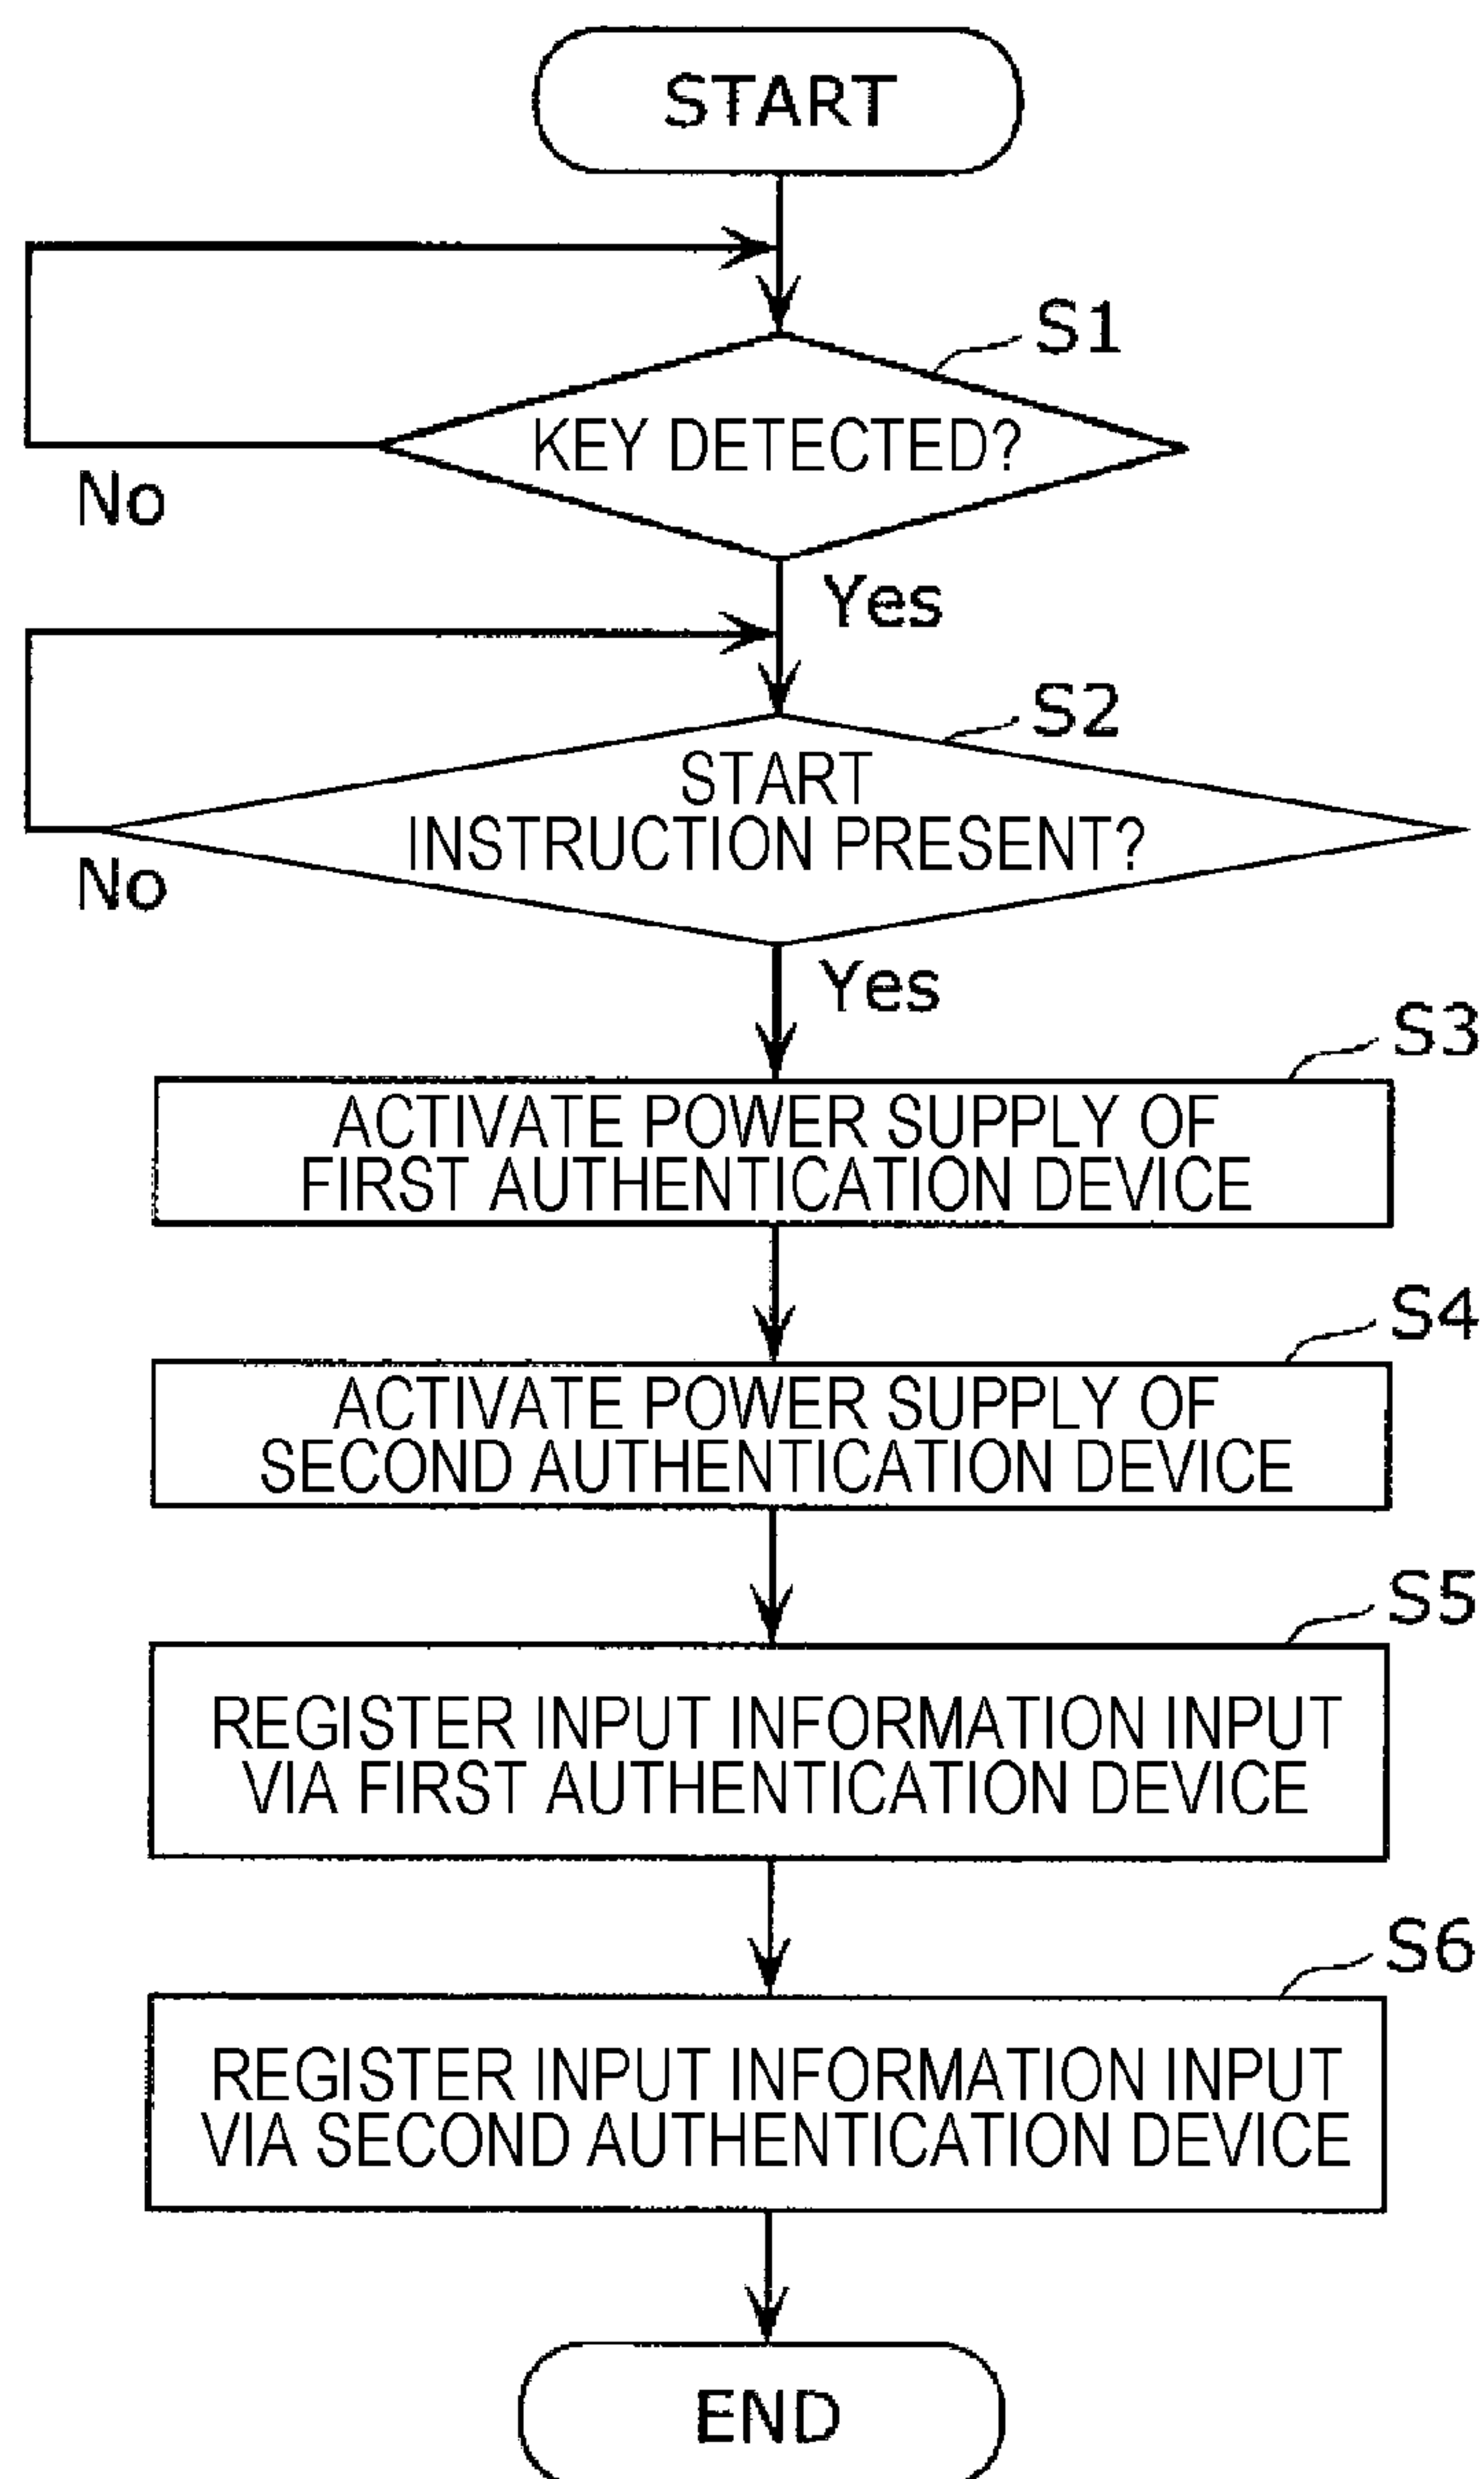 START
S1
KEY DETECTED?
No
Yes
S2
START
INSTRUCTION PRESENT?
No
Yes
S3
ACTIVATE POWER SUPPLY OF
FIRST AUTHENTICATION DEVICE
S4
ACTIVATE POWER SUPPLY OF
SECOND AUTHENTICATION DEVICE
S5
REGISTER INPUT INFORMATION INPUT
VIA FIRST AUTHENTICATION DEVICE
S6
REGISTER INPUT INFORMATION INPUT
VIA SECOND AUTHENTICATION DEVICE
END